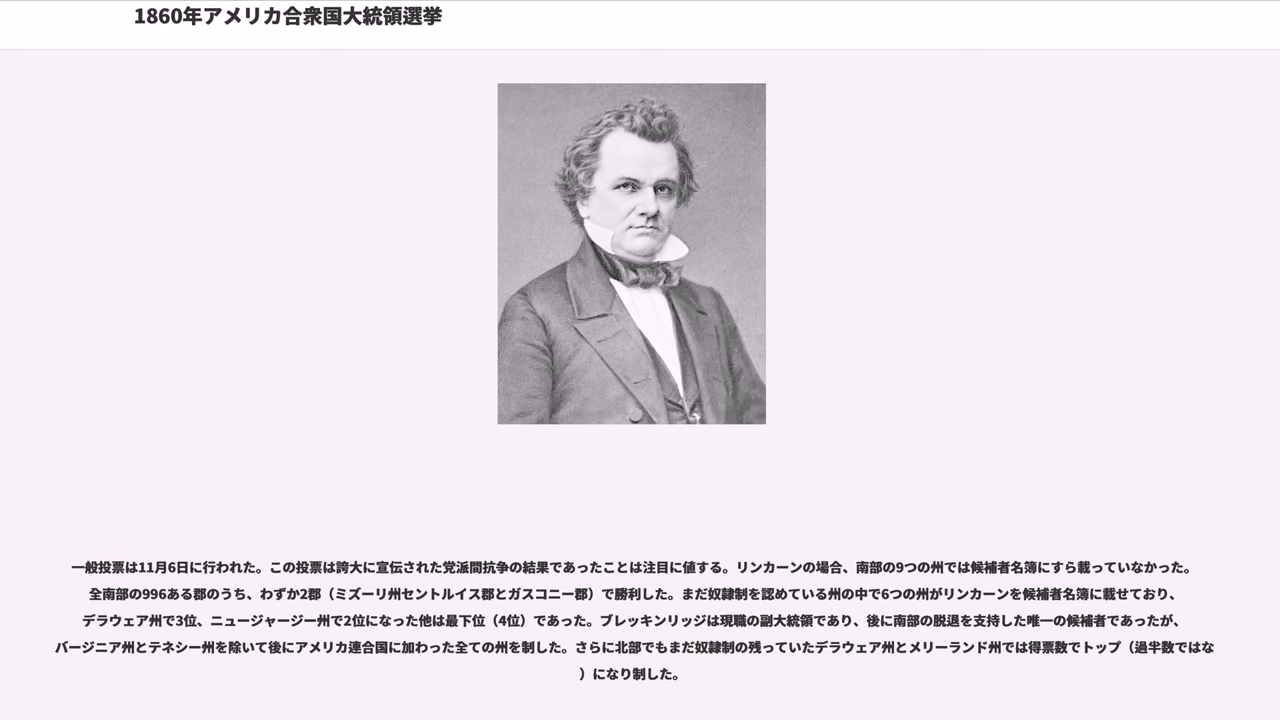 1860年アメリカ合衆国大統領選挙
一般投票は11月6日に行われた。この投票は誇大に宣伝された党派間抗争の結果であったことは注目に値する。リンカーンの場合、南部の9つの州では候補者名簿にすら載っていなかった。
全南部の996ある郡のうち、わずか2郡（ミズーリ州セントルイス郡とガスコニー郡）で勝利した。まだ奴隷制を認めている州の中で6つの州がリンカーンを候補者名簿に載せており、
デラウェア州で3位、ニュージャージー州で2位になった他は最下位（4位）であった。ブレッキンリッジは現職の副大統領であり、後に南部の脱退を支持した唯一の候補者であったが、
バージニア州とテネシー州を除いて後にアメリカ連合国に加わった全ての州を制した。さらに北部でもまだ奴隷制の残っていたデラウェア州とメリーランド州では得票数でトップ（過半数ではな
）になり制した。